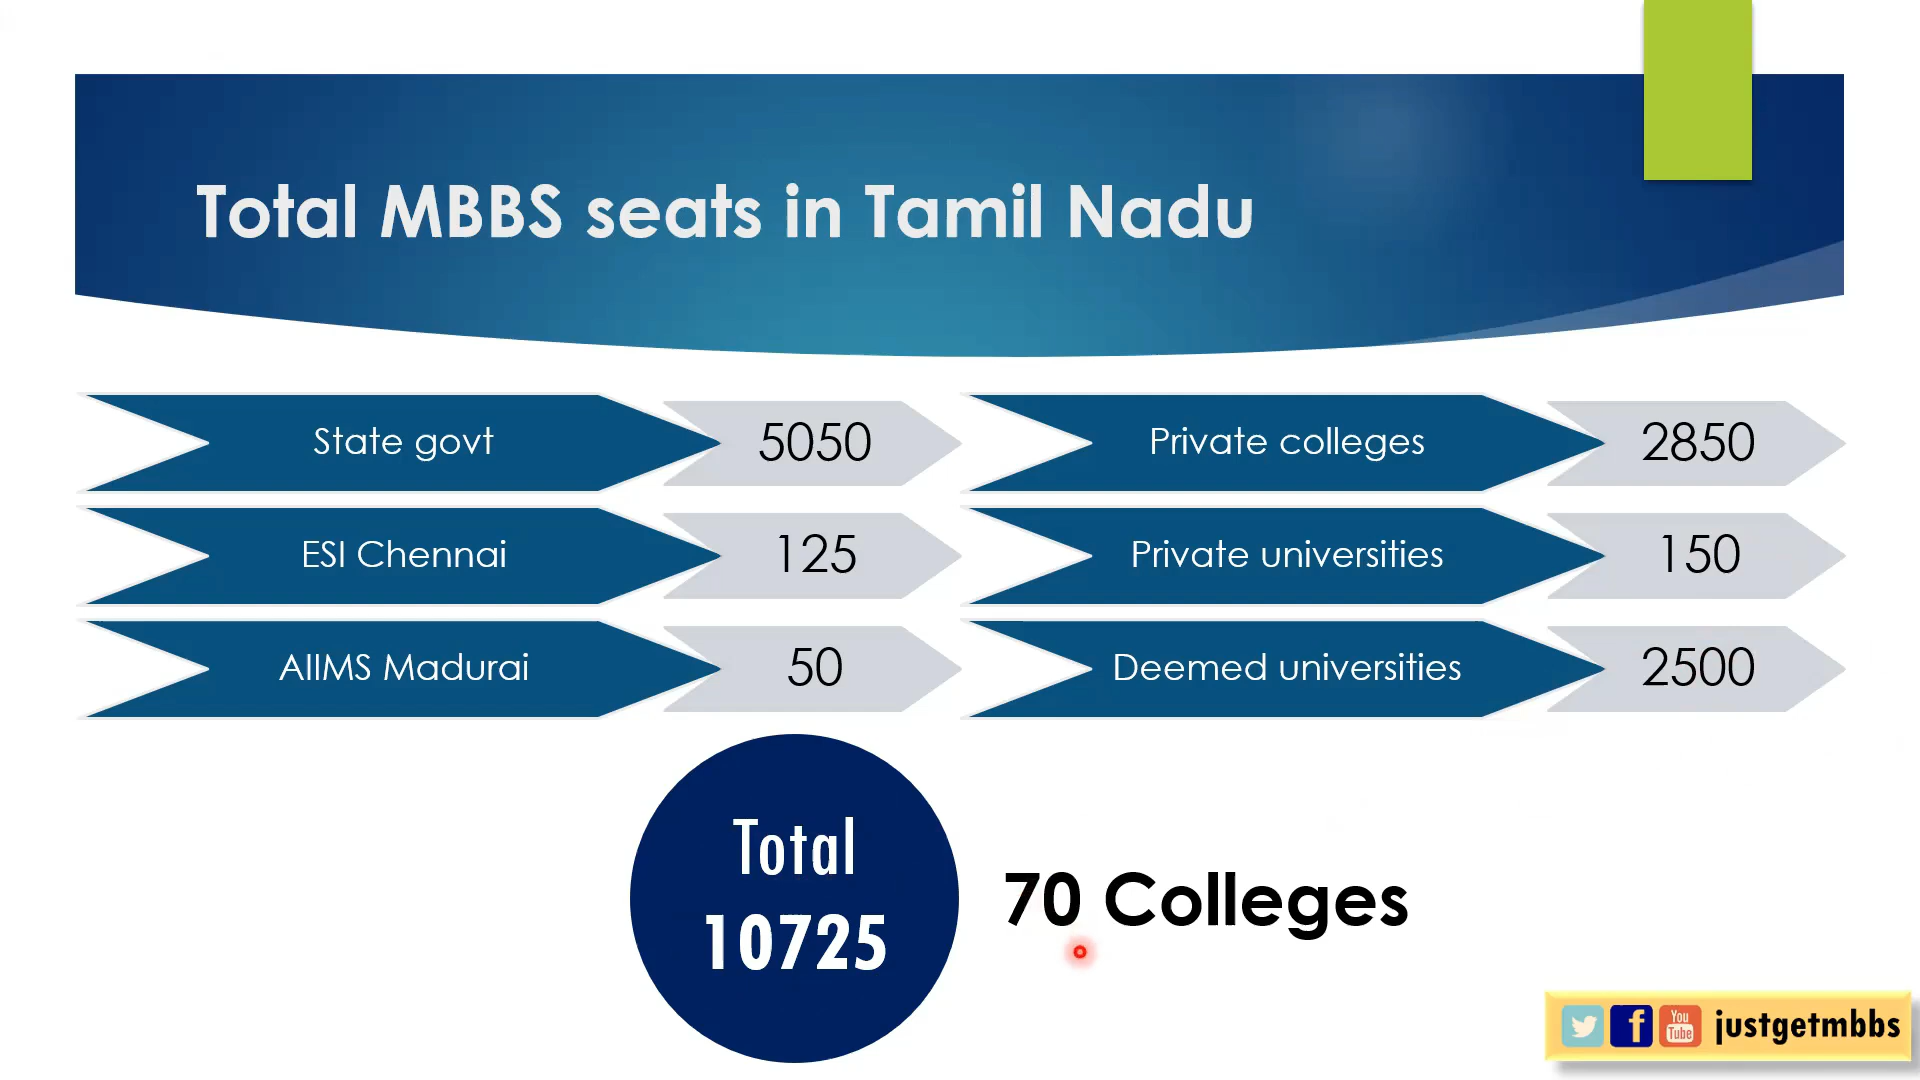 Total MBBS seats in Tamil Nadu
State govt 5050
Private colleges 2850
ESI Chennai 125
Private universities 150
AIIMS Madurai 50
Deemed universities 2500
Total
10725
70 Colleges
You
Tube
justgetmbbs